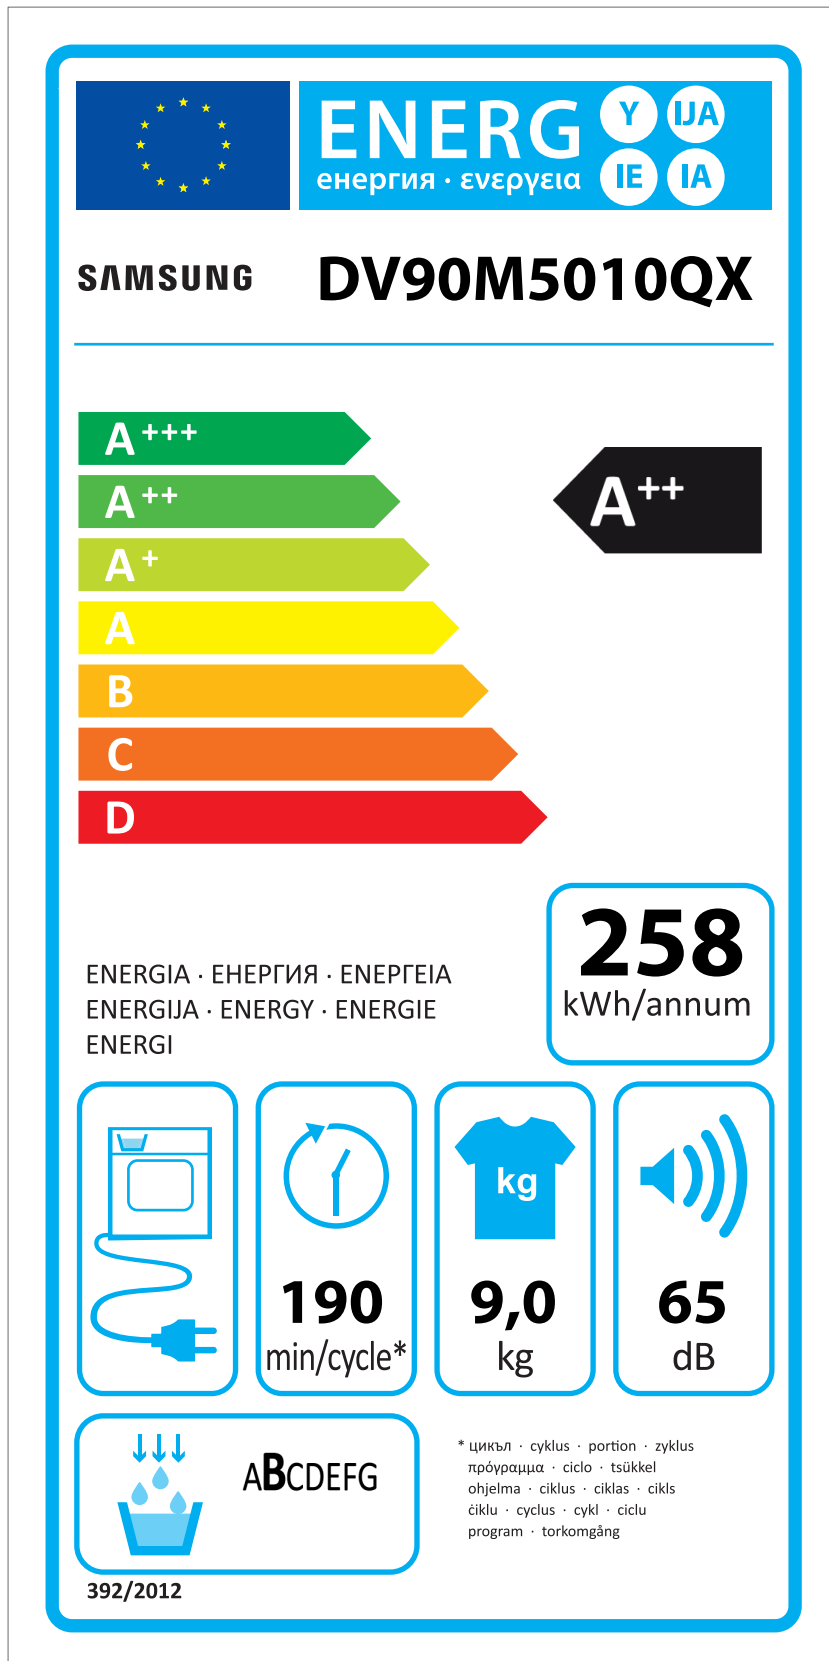 ENERG Y IJA
енергия · ενεργεια IE IA
SAMSUNG DV90M5010QX
A+++
A++
A++
A+
A
B
C
D
258
kWh/annum
ENERGIA · ЕНЕРГИЯ · ΕΝΕΡΓΕΙΑ
ENERGIJA · ENERGY · ENERGIE
ENERGI
kg
190
min/cycle*
9,0
kg
65
dB
ABCDEFG
* цикъл · cyklus · portion · zyklus
πρόγραμμα · ciclo · tsükkel
ohjelma · ciklus · ciklas · cikls
ċiklu · cyclus · cykl · ciclu
program · torkomgång
392/2012